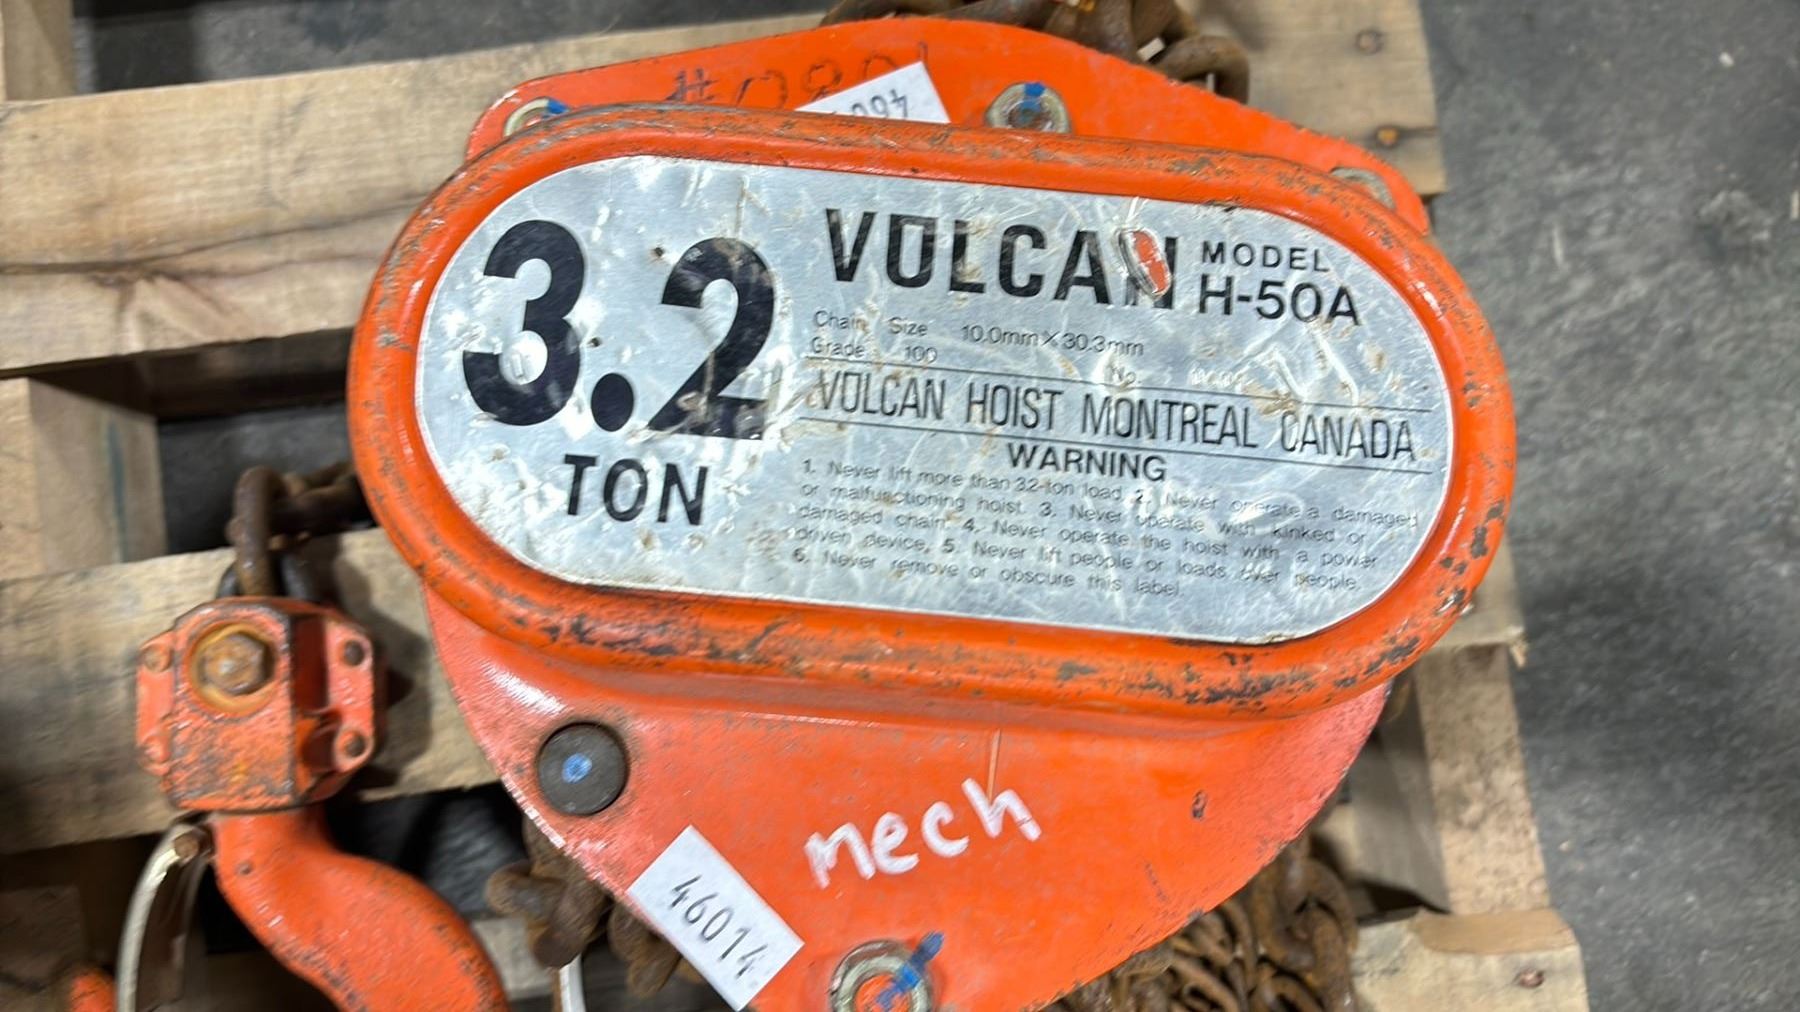 3.2
TON
VOLCAN
MODEL
H-50A
Chain Size 10.0mm×30.3mm
Grade 100 No.
VOLCAN HOIST MONTREAL CANADA
WARNING
1. Never lift more than 3.2-ton load. 2. Never operate a damaged
or malfunctioning hoist. 3. Never operate with kinked or
damaged chain. 4. Never operate the hoist with a power
driven device. 5. Never lift people or loads over people.
6. Never remove or obscure this label.
mech
46014